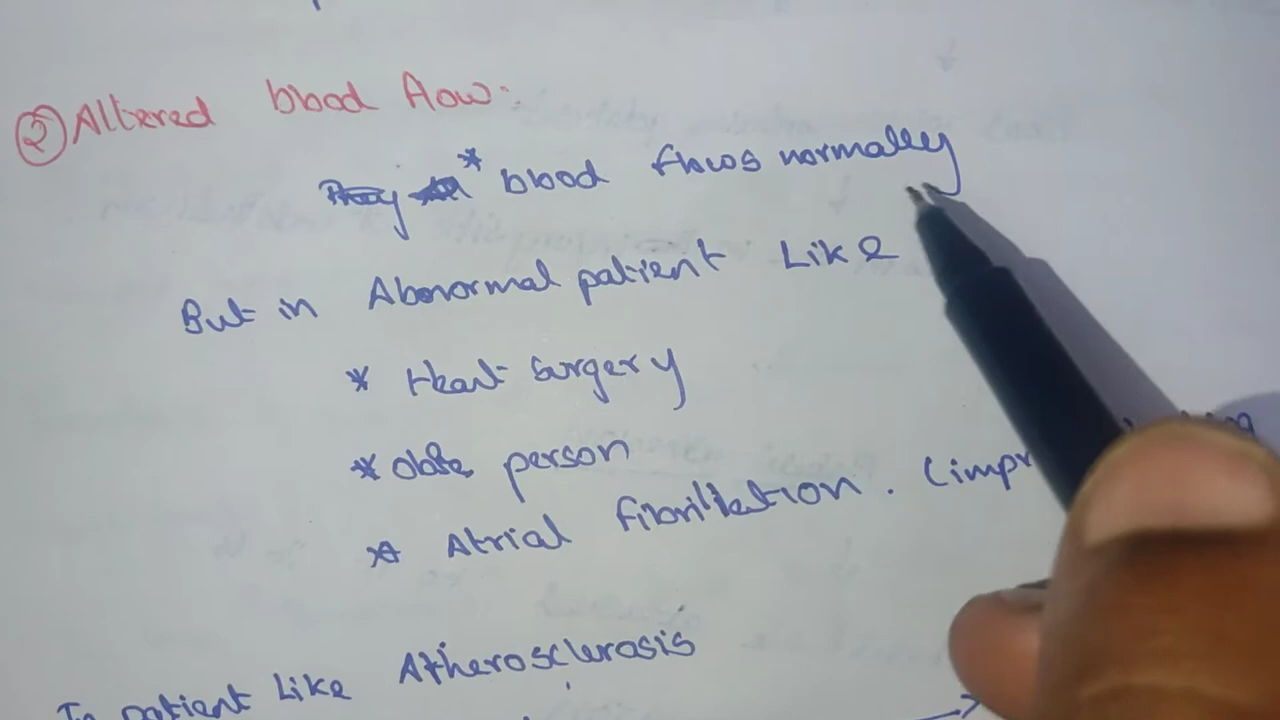 ② Altered blood flow:
* blood flows normally
But in Abnormal patient Like
* Heart surgery
* person
* Atrial fibrillation. (impr
In patient Like Atherosclerosis